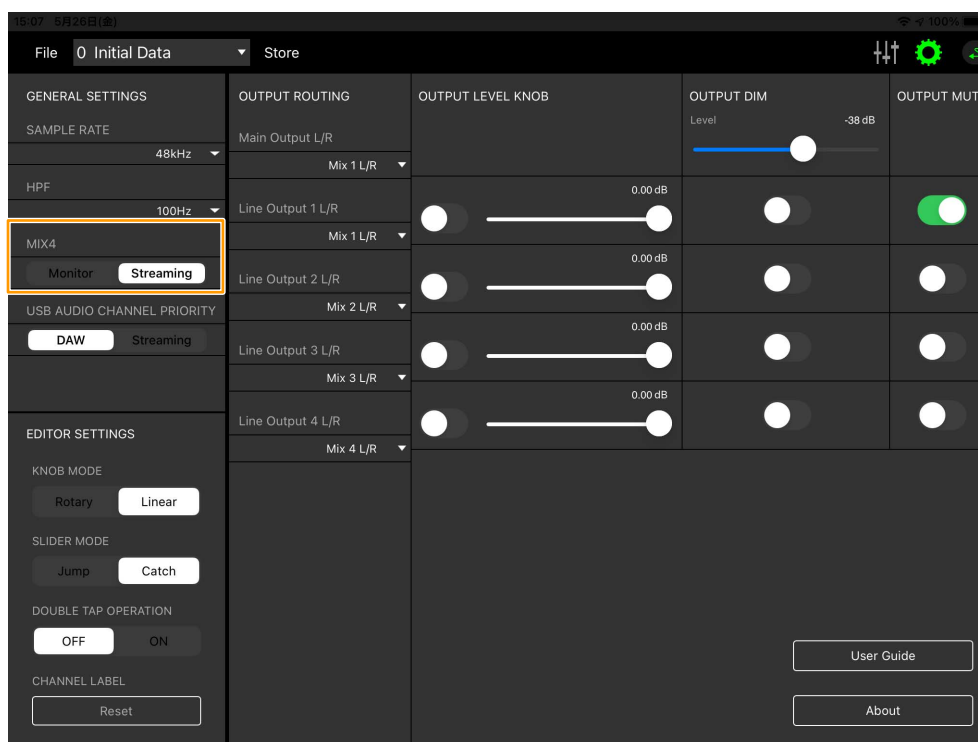 15:07 5月26日(金) 100%
File 0 Initial Data Store
GENERAL SETTINGS
SAMPLE RATE
48kHz
HPF
100Hz
MIX4
Monitor Streaming
USB AUDIO CHANNEL PRIORITY
DAW Streaming
EDITOR SETTINGS
KNOB MODE
Rotary Linear
SLIDER MODE
Jump Catch
DOUBLE TAP OPERATION
OFF ON
CHANNEL LABEL
Reset
OUTPUT ROUTING
Main Output L/R
Mix 1 L/R
Line Output 1 L/R
Mix 1 L/R
Line Output 2 L/R
Mix 2 L/R
Line Output 3 L/R
Mix 3 L/R
Line Output 4 L/R
Mix 4 L/R
OUTPUT LEVEL KNOB
0.00 dB
0.00 dB
0.00 dB
0.00 dB
OUTPUT DIM
Level -38 dB
OUTPUT MUT
User Guide
About